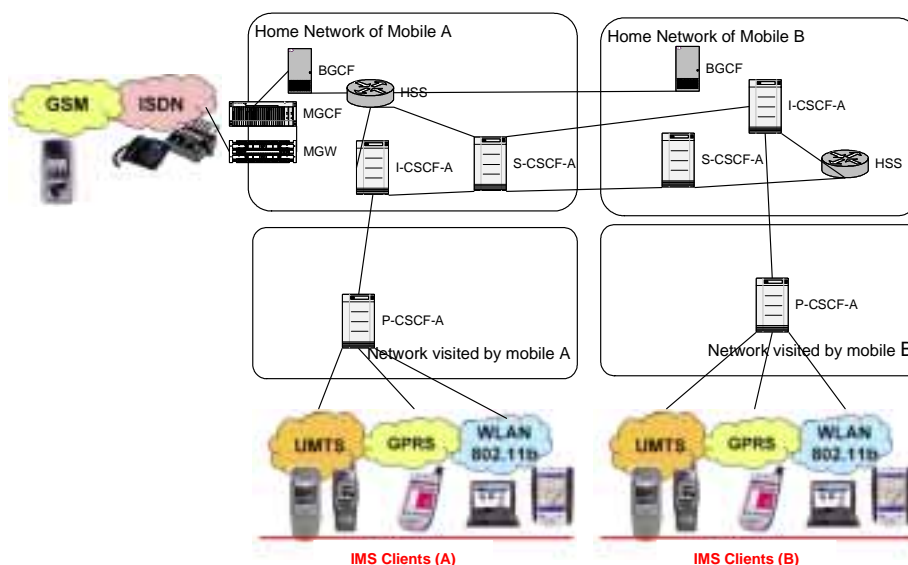 Home Network of Mobile A
BGCF
HSS
GSM
ISDN
MGCF
MGW
I-CSCF-A
S-CSCF-A
Home Network of Mobile B
BGCF
I-CSCF-A
S-CSCF-A
HSS
P-CSCF-A
Network visited by mobile A
P-CSCF-A
Network visited by mobile B
UMTS
GPRS
WLAN
802.11b
IMS Clients (A)
UMTS
GPRS
WLAN
802.11b
IMS Clients (B)